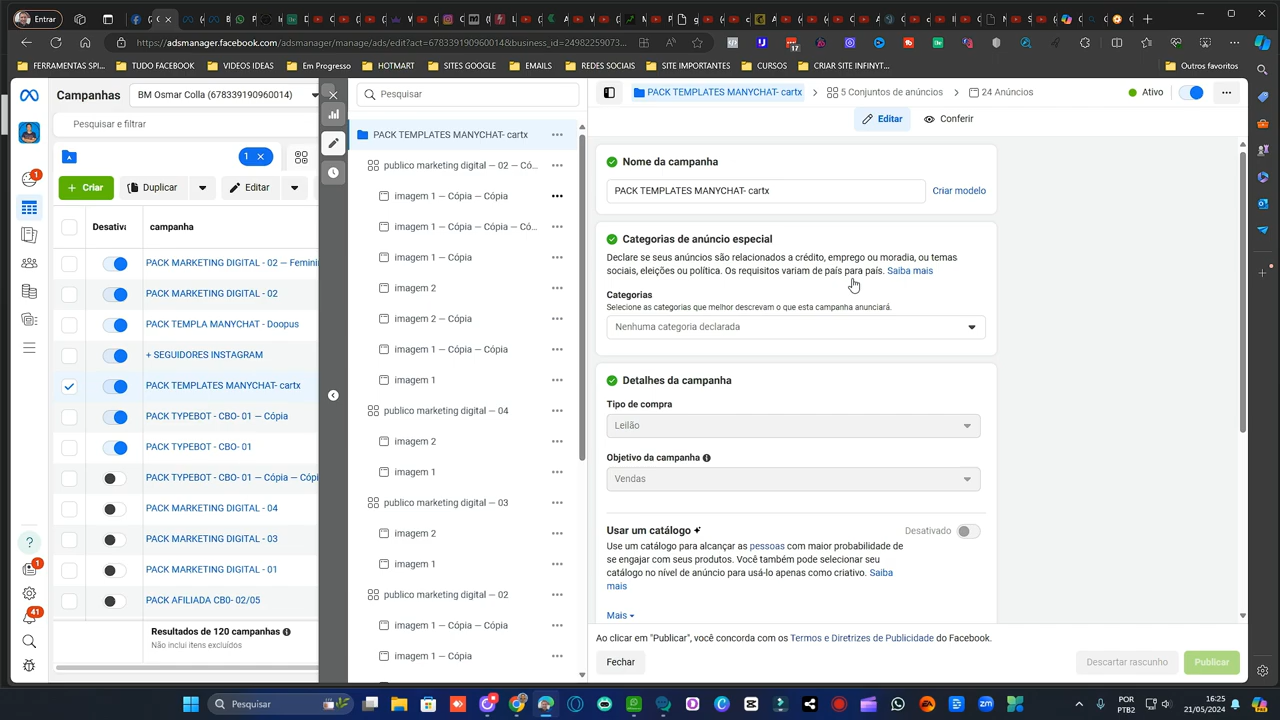 Entrar
https://adsmanager.facebook.com/adsmanager/manage/ads/edit?act=678339190960014&business_id=24982259073...
FERRAMENTAS SPI...
TUDO FACEBOOK
VIDEOS IDEAS
Em Progresso
HOTMART
SITES GOOGLE
EMAILS
REDES SOCIAIS
SITE IMPORTANTES
CURSOS
CRIAR SITE INFINYT...
Outros favoritos
Campanhas
BM Osmar Colla (678339190960014)
Pesquise e filtrar
1
Criar
Duplicar
Editar
Desativa
campanha
PACK MARKETING DIGITAL - 02 — Feminin
PACK MARKETING DIGITAL - 02
PACK TEMPLA MANYCHAT - Doopus
+ SEGUIDORES INSTAGRAM
PACK TEMPLATES MANYCHAT- cartx
PACK TYPEBOT - CBO- 01 — Cópia
PACK TYPEBOT - CBO- 01
PACK TYPEBOT - CBO- 01 — Cópia — Cópi
PACK MARKETING DIGITAL - 04
PACK MARKETING DIGITAL - 03
PACK MARKETING DIGITAL - 01
PACK AFILIADA CB0- 02/05
Resultados de 120 campanhas
Não inclui itens excluídos
1
1
41
Pesquisar
PACK TEMPLATES MANYCHAT- cartx
publico marketing digital — 02 — Có...
imagem 1 — Cópia — Cópia
imagem 1 — Cópia — Cópia — Có...
imagem 1 — Cópia
imagem 2
imagem 2 — Cópia
imagem 1 — Cópia — Cópia
imagem 1
publico marketing digital — 04
imagem 2
imagem 1
publico marketing digital — 03
imagem 2
imagem 1
publico marketing digital — 02
imagem 1 — Cópia — Cópia
imagem 1 — Cópia
PACK TEMPLATES MANYCHAT- cartx
5 Conjuntos de anúncios
24 Anúncios
Ativo
Editar
Conferir
Nome da campanha
PACK TEMPLATES MANYCHAT- cartx
Criar modelo
Categorias de anúncio especial
Declare se seus anúncios são relacionados a crédito, emprego ou moradia, ou temas
sociais, eleições ou política. Os requisitos variam de país para país. Saiba mais
Categorias
Selecione as categorias que melhor descrevam o que esta campanha anunciará.
Nenhuma categoria declarada
Detalhes da campanha
Tipo de compra
Leilão
Objetivo da campanha
Vendas
Usar um catálogo
Desativado
Use um catálogo para alcançar as pessoas com maior probabilidade de
se engajar com seus produtos. Você também pode selecionar seu
catálogo no nível de anúncio para usá-lo apenas como criativo. Saiba
mais
Mais
Ao clicar em "Publicar", você concorda com os Termos e Diretrizes de Publicidade do Facebook.
Fechar
Descartar rascunho
Publicar
Pesquisar
POR
PTB2
16:25
21/05/2024